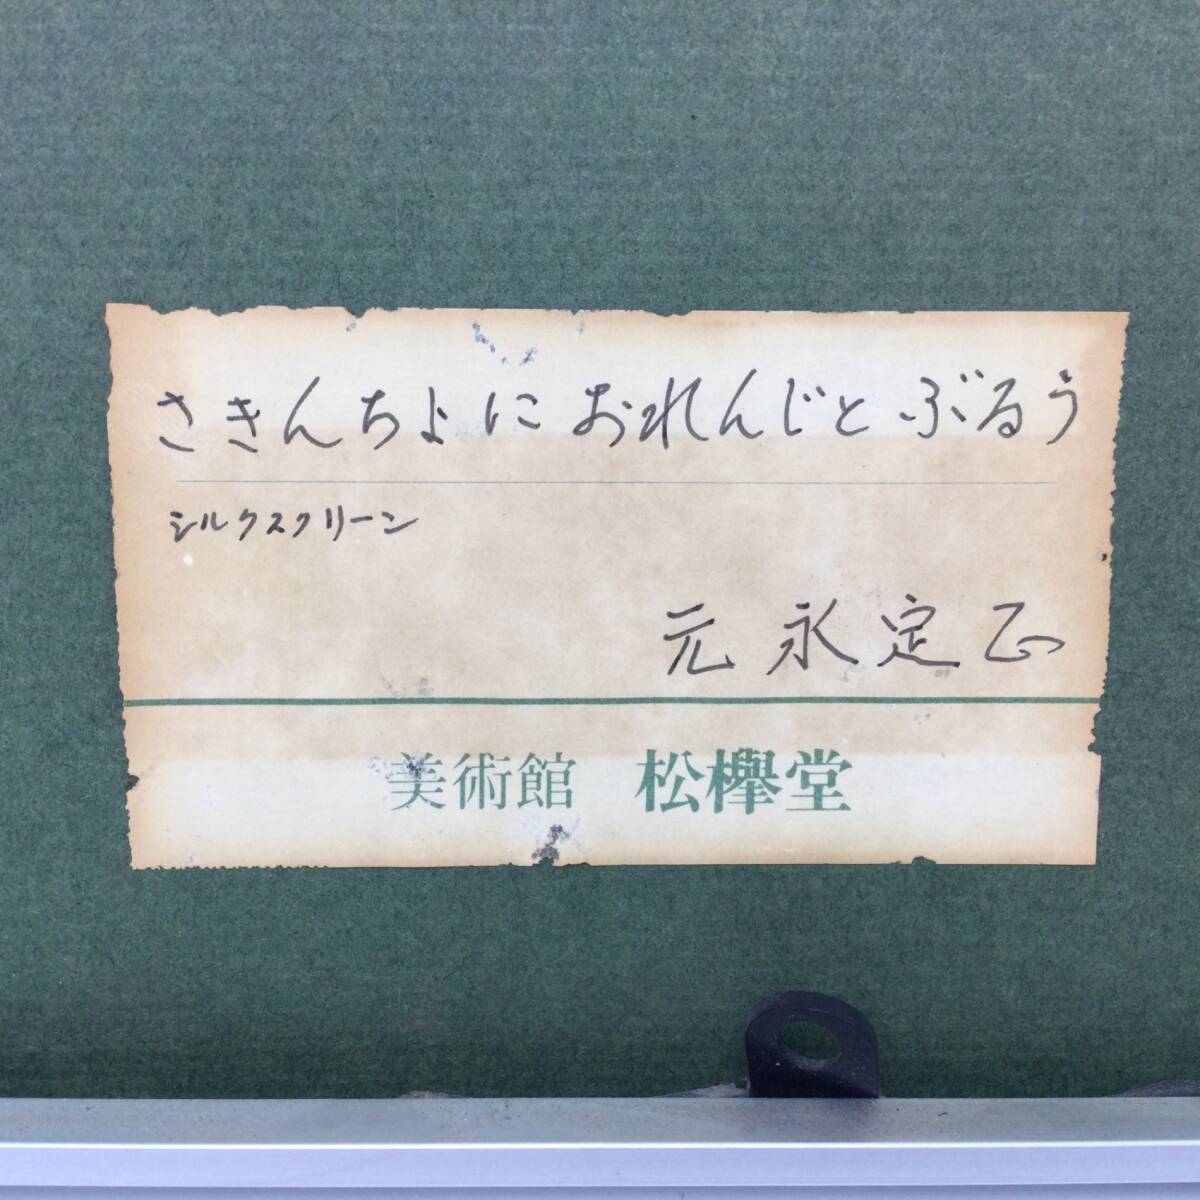 さきんちょに おれんじと ぶるう
シルクスクリーン
元永定正
美術館 松欅堂